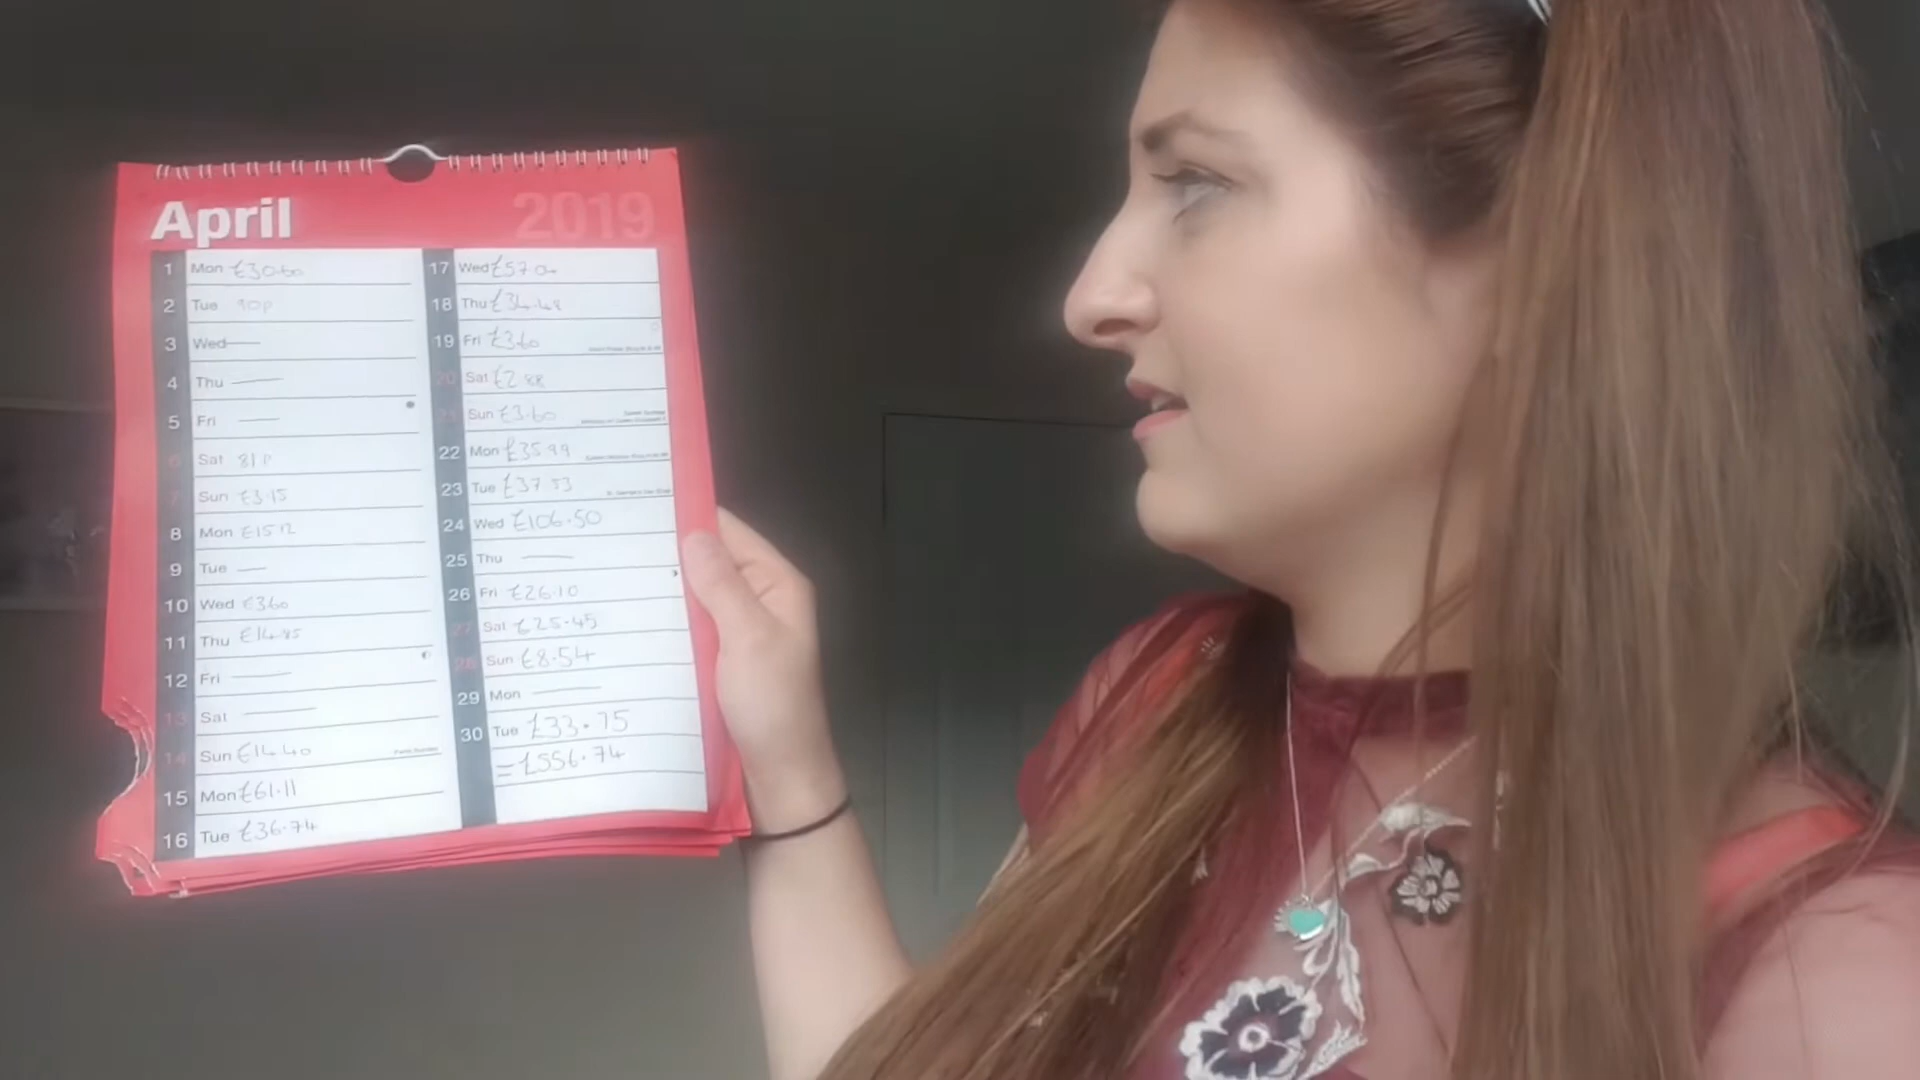 April 2019
1 Mon £30.60
2 Tue 90p
3 Wed —
4 Thu —
5 Fri —
6 Sat 81p
7 Sun £3.15
8 Mon £15.12
9 Tue —
10 Wed £3.60
11 Thu £14.85
12 Fri —
13 Sat —
14 Sun £14.40
15 Mon £61.11
16 Tue £36.74
17 Wed
18 Thu £34.48
19 Fri £3.60
20 Sat £2.88
21 Sun £3.60
22 Mon £35.99
23 Tue
24 Wed £106.50
25 Thu —
26 Fri £26.10
27 Sat £25.45
28 Sun £8.54
29 Mon —
30 Tue £33.75
= £556.74